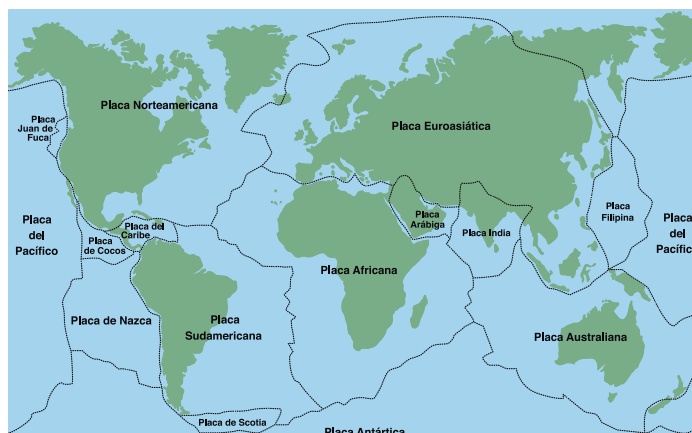 Placa Norteamericana
Placa
Juan de
Fuca
Placa Euroasiática
Placa
del
Pacífico
Placa del
Caribe
Placa
de Cocos
Placa
Arábiga
Placa India
Placa
Filipina
Placa
del
Pacífico
Placa Africana
Placa de Nazca
Placa
Sudamericana
Placa Australiana
Placa de Scotia
Placa Antártica